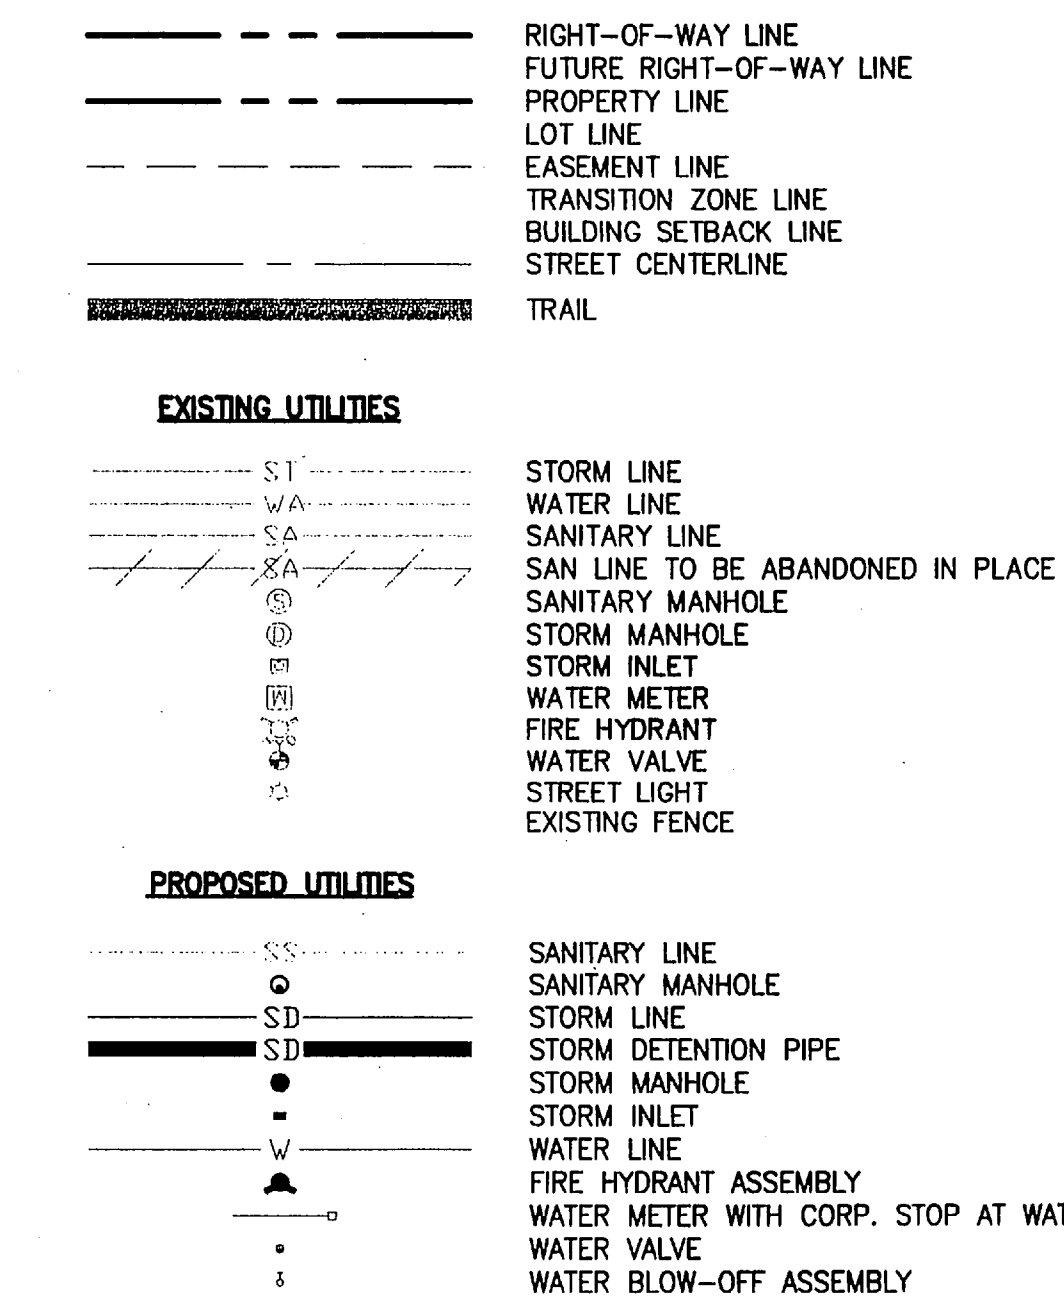 RIGHT-OF-WAY LINE
FUTURE RIGHT-OF-WAY LINE
PROPERTY LINE
LOT LINE
EASEMENT LINE
TRANSITION ZONE LINE
BUILDING SETBACK LINE
STREET CENTERLINE
TRAIL
EXISTING UTILITIES
ST STORM LINE
WA WATER LINE
SA SANITARY LINE
SA SAN LINE TO BE ABANDONED IN PLACE
S SANITARY MANHOLE
D STORM MANHOLE
STORM INLET
W WATER METER
FIRE HYDRANT
WATER VALVE
STREET LIGHT
EXISTING FENCE
PROPOSED UTILITIES
SS SANITARY LINE
SANITARY MANHOLE
SD STORM LINE
SD STORM DETENTION PIPE
STORM MANHOLE
STORM INLET
W WATER LINE
FIRE HYDRANT ASSEMBLY
WATER METER WITH CORP. STOP AT WAT
WATER VALVE
WATER BLOW-OFF ASSEMBLY